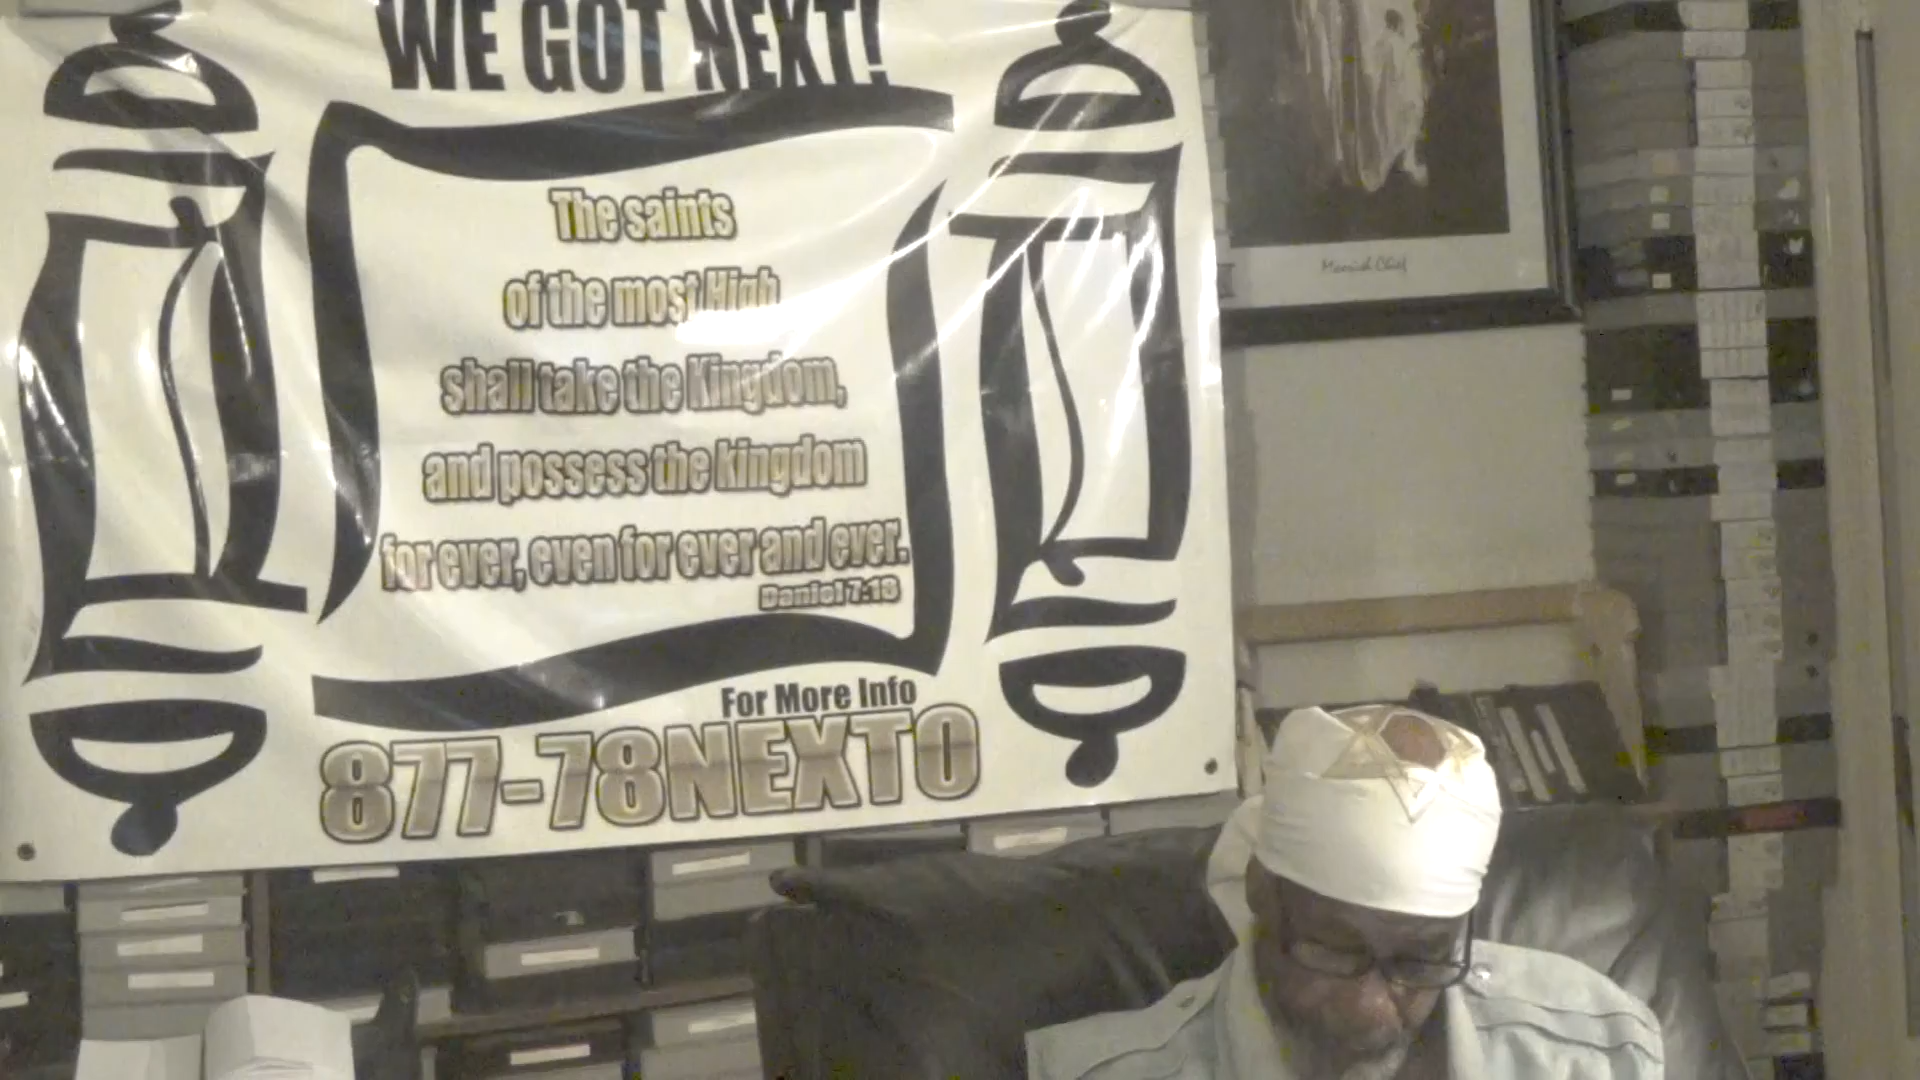 WE GOT NEXT!
The saints
of the most High
shall take the Kingdom,
and possess the kingdom
for ever, even for ever and ever.
Daniel 7:18
For More Info
877-78NEXT0